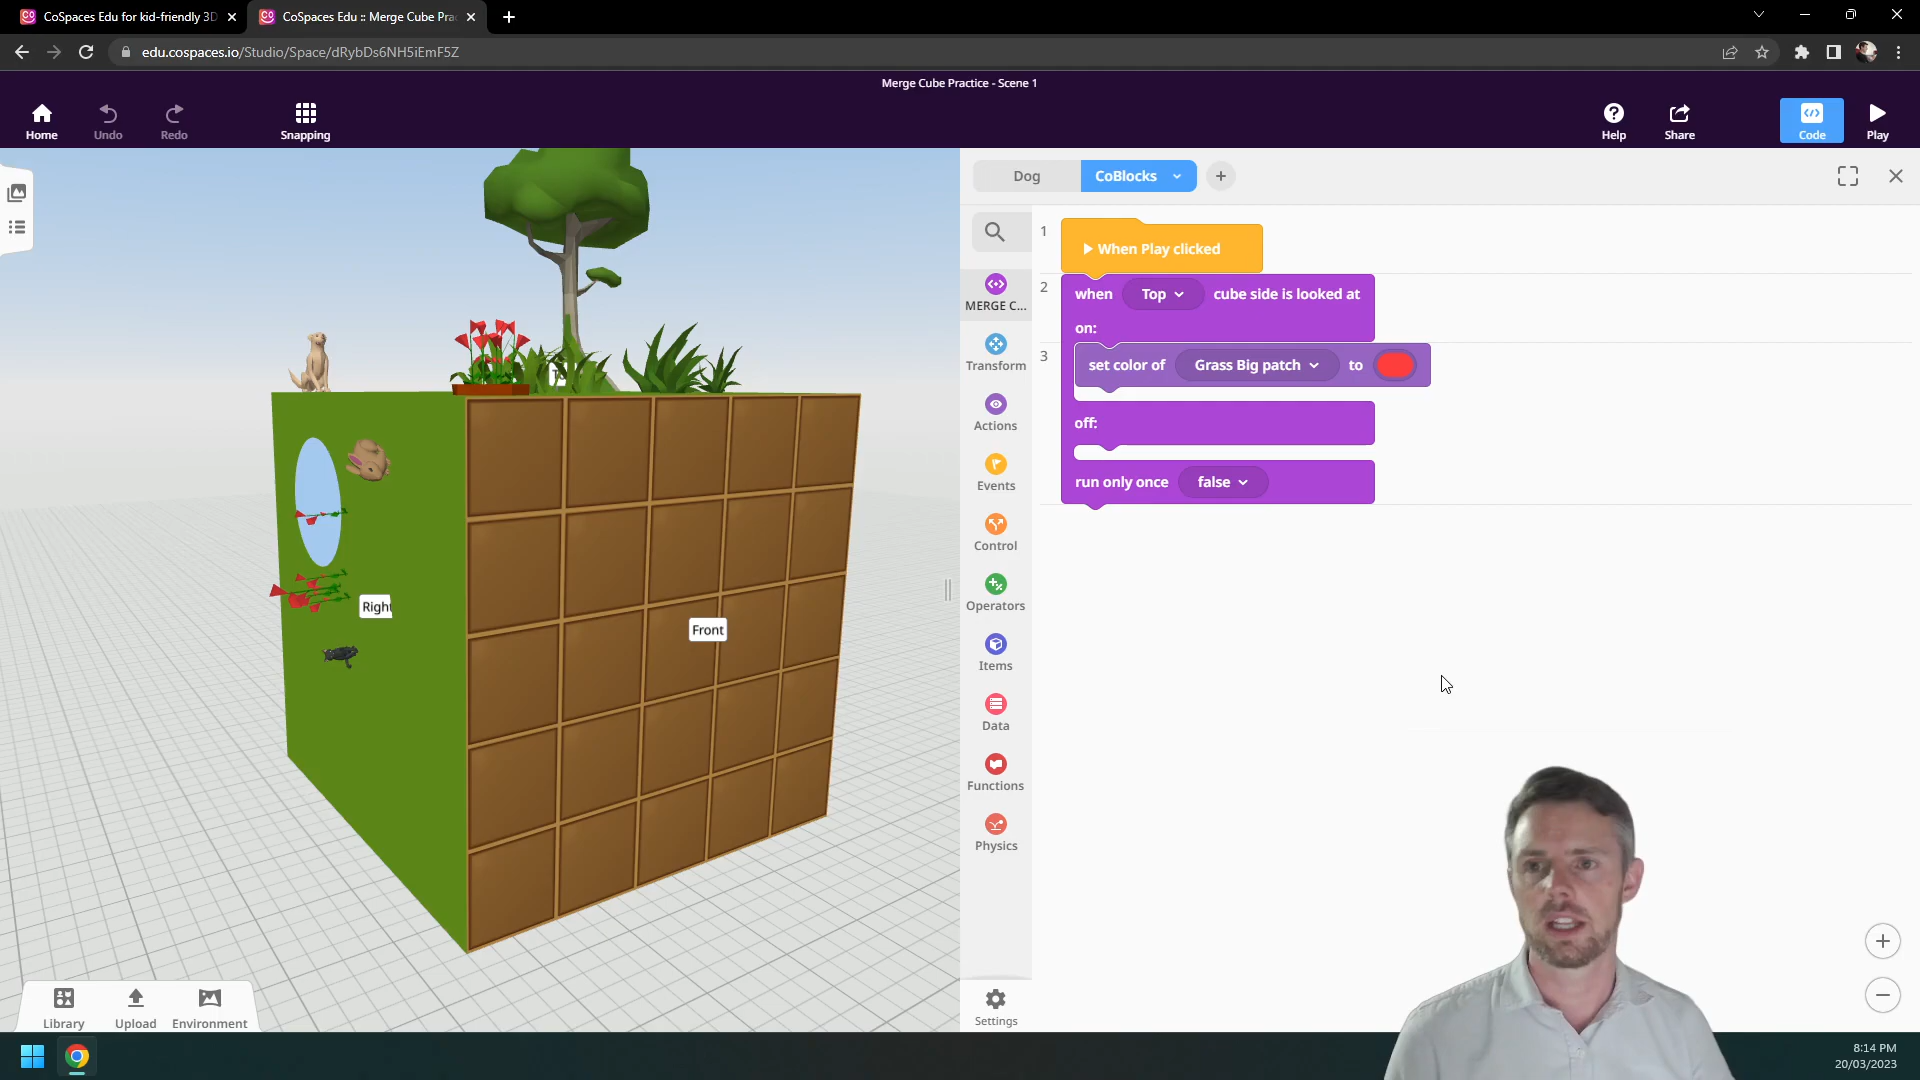 CoSpaces Edu for kid-friendly 3D
CoSpaces Edu :: Merge Cube Prac
edu.cospaces.io/Studio/Space/dRybDs6NH5iEmF5Z
Merge Cube Practice - Scene 1
Home
Undo
Redo
Snapping
Help
Share
Code
Play
Dog
CoBlocks
MERGE C...
Transform
Actions
Events
Control
Operators
Items
Data
Functions
Physics
Settings
1
When Play clicked
2
when Top cube side is looked at
on:
3
set color of Grass Big patch to
off:
run only once false
Right
Front
Library
Upload
Environment
8:14 PM
20/03/2023